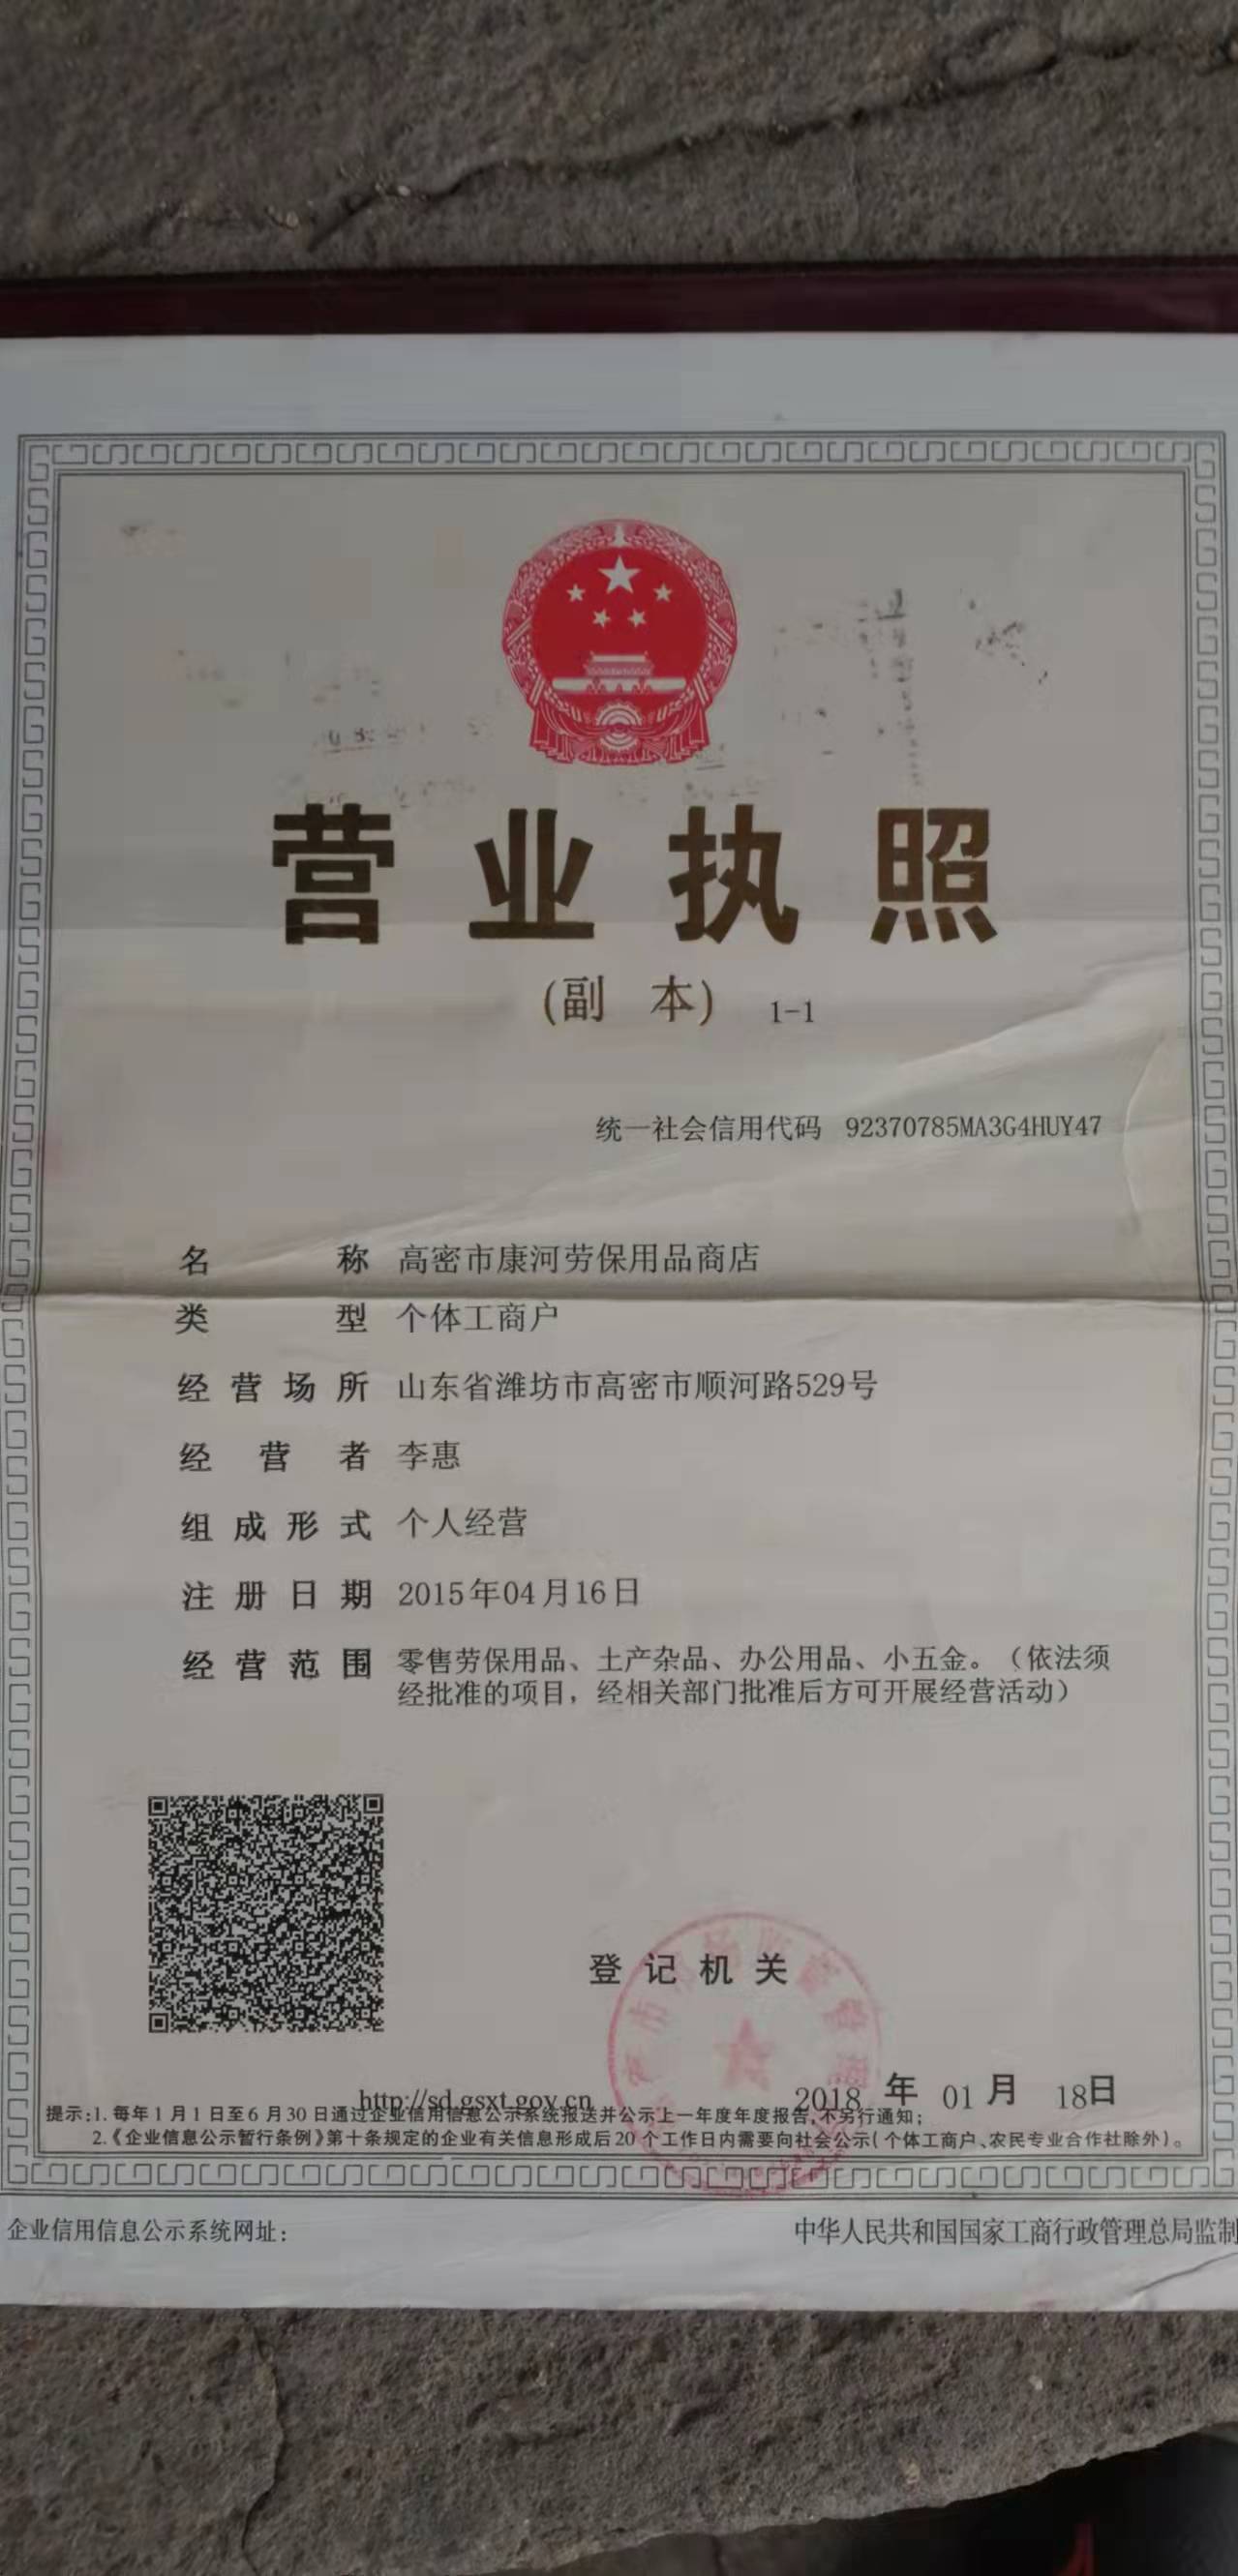 营业执照
(副 本) 1-1
统一社会信用代码 92370785MA3G4HUY47
名 称 高密市康河劳保用品商店
类 型 个体工商户
经营场所 山东省潍坊市高密市顺河路529号
经营者 李惠
组成形式 个人经营
注册日期 2015年04月16日
经营范围 零售劳保用品、土产杂品、办公用品、小五金。（依法须
经批准的项目，经相关部门批准后方可开展经营活动）
登记机关
http://sd.gsxt.gov.cn 2018 年 01 月 18日
提示:1. 每年1月1日至6月30日通过企业信用信息公示系统报送并公示上一年度年度报告,不另行通知;
2.《企业信息公示暂行条例》第十条规定的企业有关信息形成后20个工作日内需要向社会公示(个体工商户、农民专业合作社除外)。
企业信用信息公示系统网址: 中华人民共和国国家工商行政管理总局监制